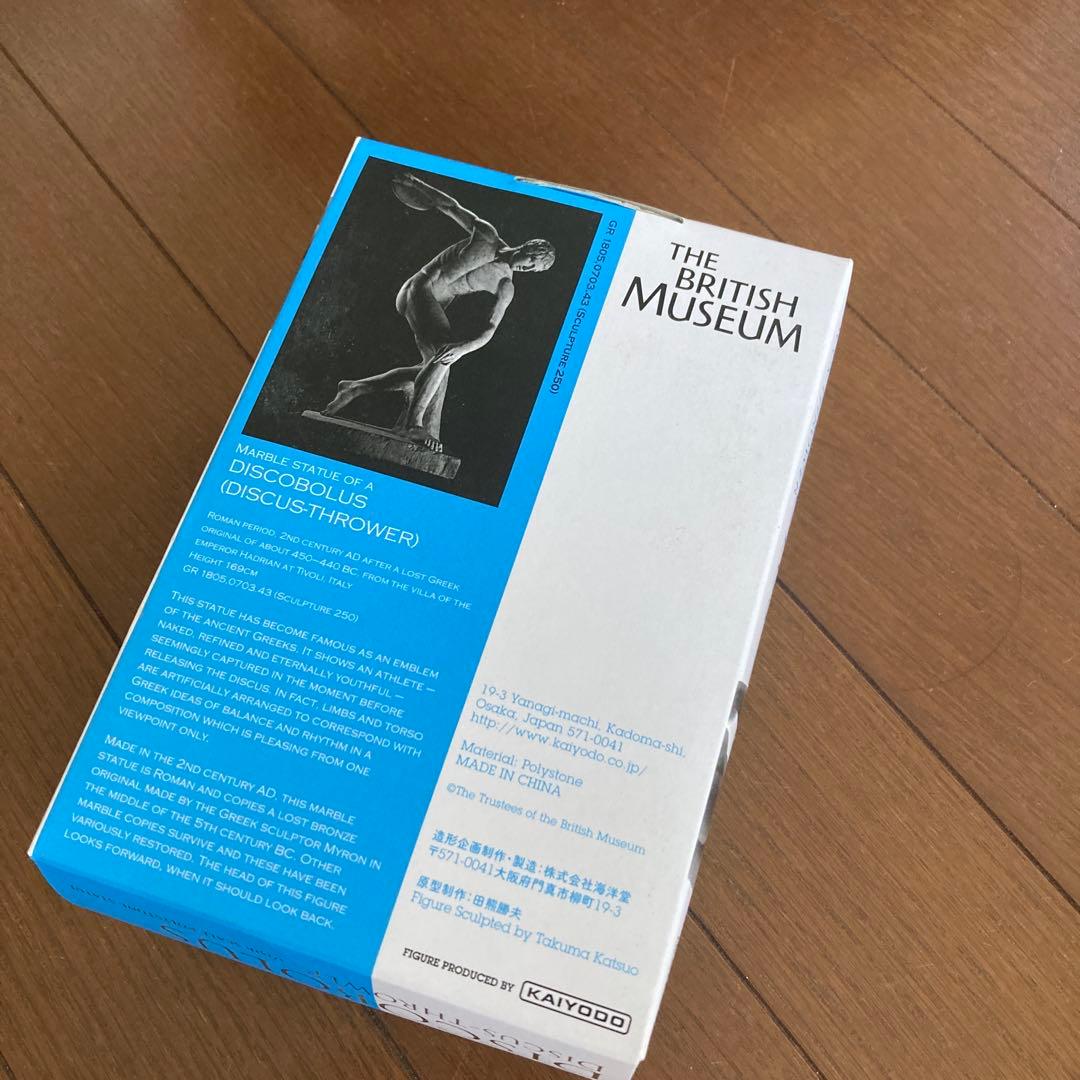 GR 1805,0703.43 (SCULPTURE 250)
THE
BRITISH
MUSEUM
MARBLE STATUE OF A
DISCOBOLUS
(DISCUS-THROWER)
ROMAN PERIOD, 2ND CENTURY AD AFTER A LOST GREEK
ORIGINAL OF ABOUT 450–440 BC, FROM THE VILLA OF THE
EMPEROR HADRIAN AT TIVOLI, ITALY
HEIGHT 169CM
GR 1805,0703.43 (SCULPTURE 250)
THIS STATUE HAS BECOME FAMOUS AS AN EMBLEM
OF THE ANCIENT GREEKS. IT SHOWS AN ATHLETE –
NAKED, REFINED AND ETERNALLY YOUTHFUL –
SEEMINGLY CAPTURED IN THE MOMENT BEFORE
RELEASING THE DISCUS. IN FACT, LIMBS AND TORSO
ARE ARTIFICIALLY ARRANGED TO CORRESPOND WITH
GREEK IDEAS OF BALANCE AND RHYTHM IN A
COMPOSITION WHICH IS PLEASING FROM ONE
VIEWPOINT ONLY.
MADE IN THE 2ND CENTURY AD, THIS MARBLE
STATUE IS ROMAN AND COPIES A LOST BRONZE
ORIGINAL MADE BY THE GREEK SCULPTOR MYRON IN
THE MIDDLE OF THE 5TH CENTURY BC. OTHER
MARBLE COPIES SURVIVE AND THESE HAVE BEEN
VARIOUSLY RESTORED. THE HEAD OF THIS FIGURE
LOOKS FORWARD, WHEN IT SHOULD LOOK BACK.
19-3 Yanagi-machi, Kadoma-shi,
Osaka, Japan 571-0041
http://www.kaiyodo.co.jp/
Material: Polystone
MADE IN CHINA
©The Trustees of the British Museum
造形企画制作・製造：株式会社海洋堂
〒571-0041大阪府門真市柳町19-3
原型制作：田熊勝夫
Figure Sculpted by Takuma Katsuo
FIGURE PRODUCED BY KAIYODO